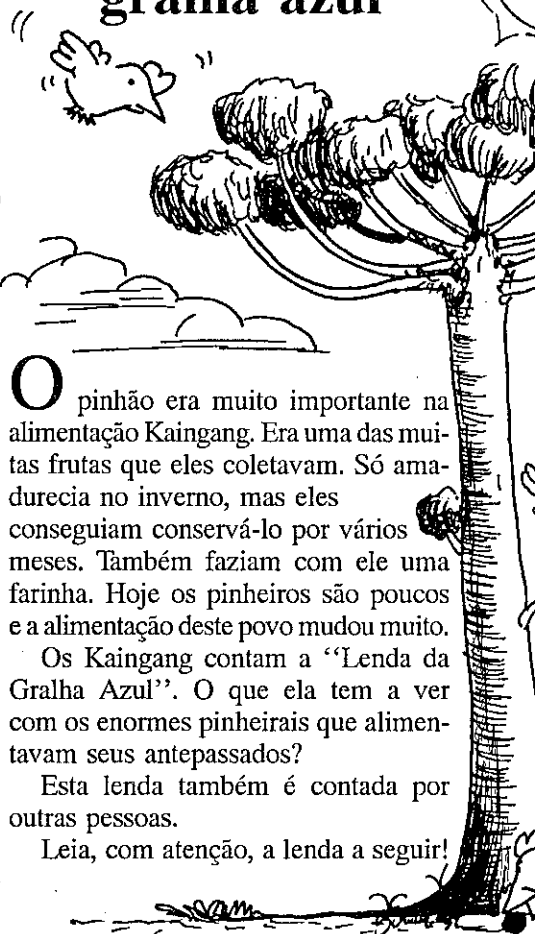 gralha azul
O pinhão era muito importante na
alimentação Kaingang. Era uma das mui-
tas frutas que eles coletavam. Só ama-
durecia no inverno, mas eles
conseguiam conservá-lo por vários
meses. Também faziam com ele uma
farinha. Hoje os pinheiros são poucos
e a alimentação deste povo mudou muito.
Os Kaingang contam a “Lenda da
Gralha Azul”. O que ela tem a ver
com os enormes pinheirais que alimen-
tavam seus antepassados?
Esta lenda também é contada por
outras pessoas.
Leia, com atenção, a lenda a seguir!